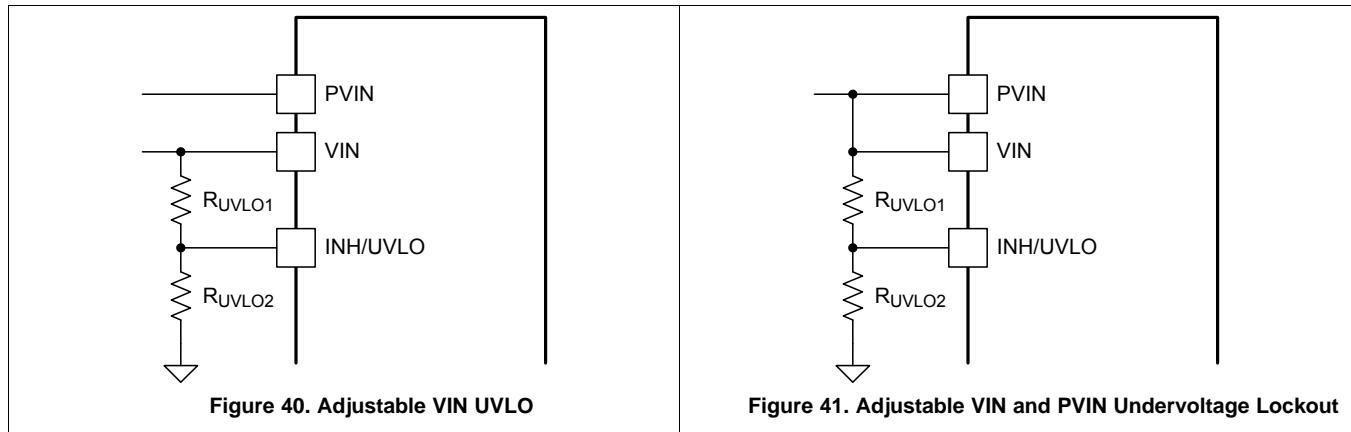 PVIN
VIN
RUVLO1
INH/UVLO
RUVLO2
Figure 40. Adjustable VIN UVLO
PVIN
VIN
RUVLO1
INH/UVLO
RUVLO2
Figure 41. Adjustable VIN and PVIN Undervoltage Lockout